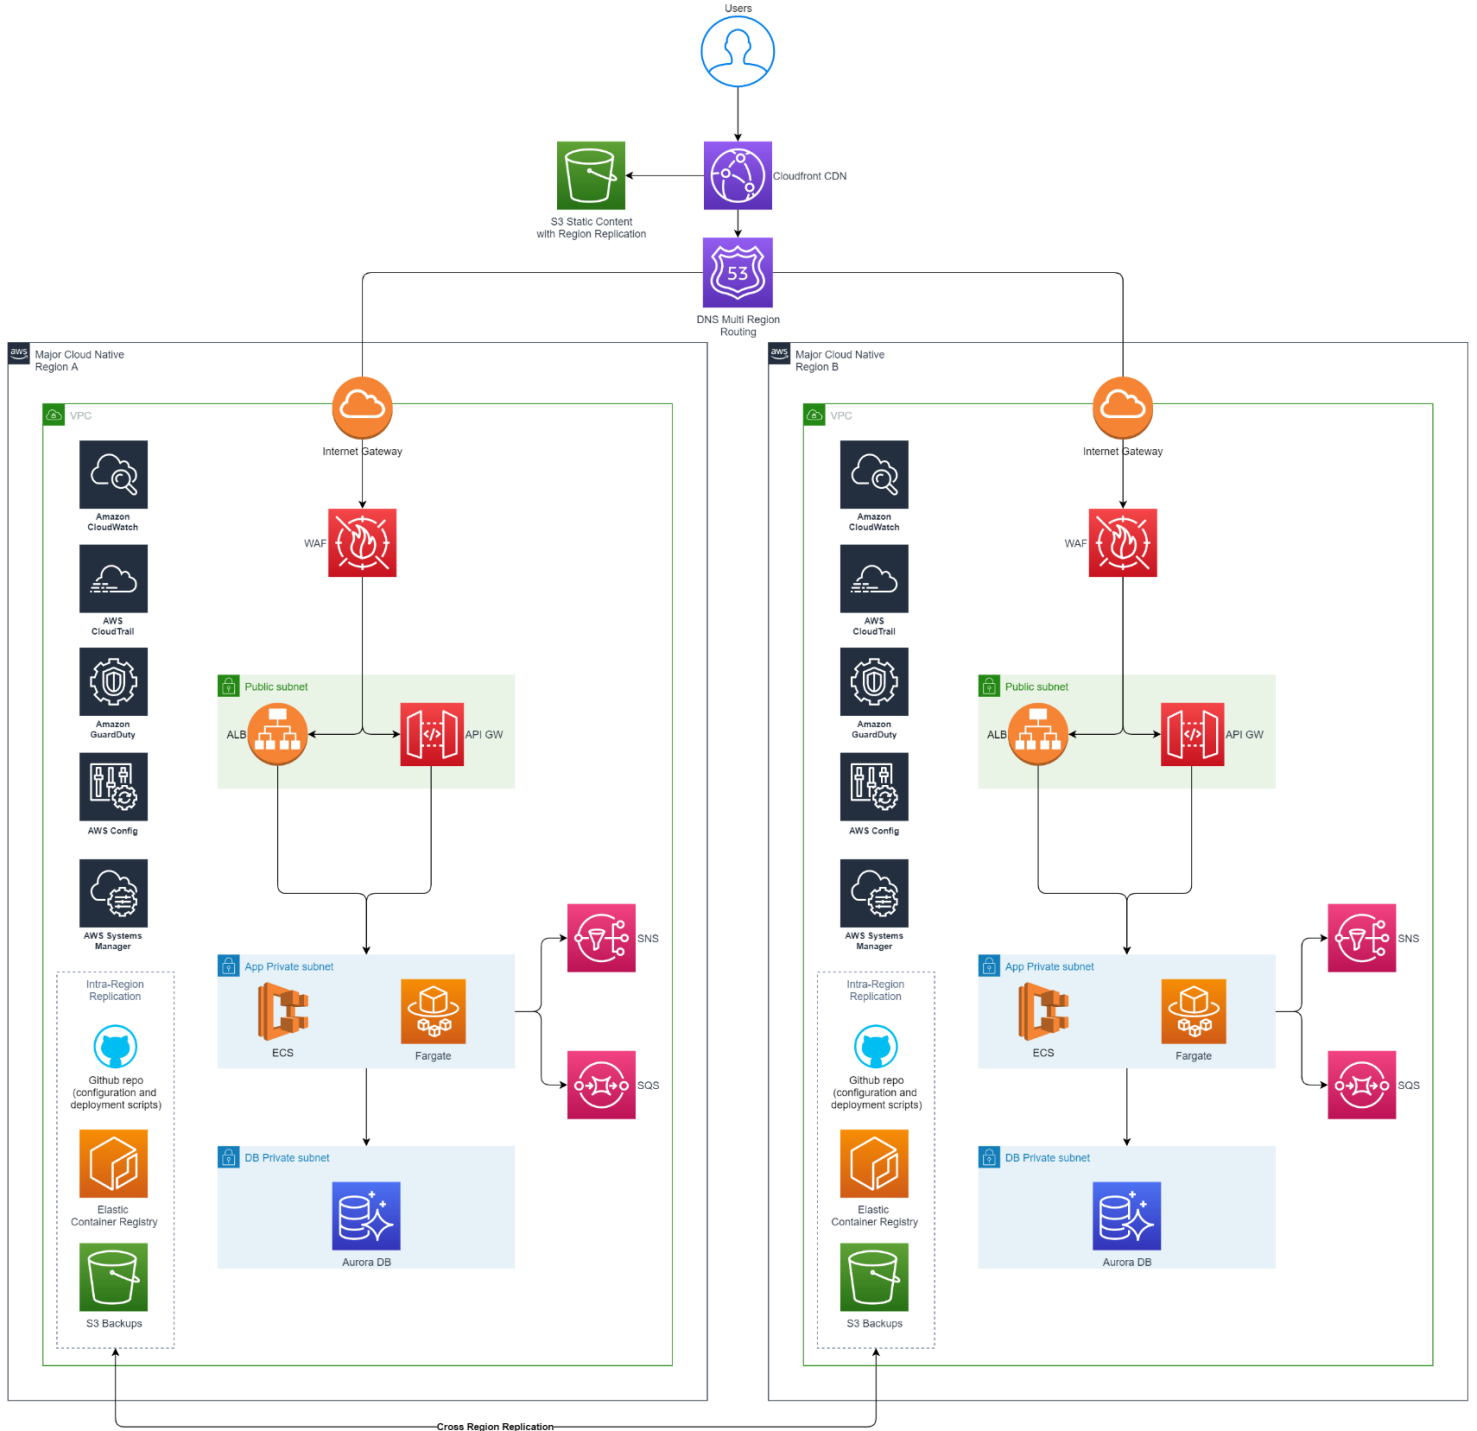 Users
Cloudfront CDN
S3 Static Content
with Region Replication
53
DNS Multi Region
Routing
aws
Major Cloud Native
Region A
VPC
Internet Gateway
Amazon
CloudWatch
WAF
AWS
CloudTrail
Amazon
GuardDuty
Public subnet
ALB
API GW
AWS Config
AWS Systems
Manager
SNS
App Private subnet
ECS
Fargate
SQS
Intra-Region
Replication
Github repo
(configuration and
deployment scripts)
Elastic
Container Registry
S3 Backups
DB Private subnet
Aurora DB
aws
Major Cloud Native
Region B
VPC
Internet Gateway
Amazon
CloudWatch
WAF
AWS
CloudTrail
Amazon
GuardDuty
Public subnet
ALB
API GW
AWS Config
AWS Systems
Manager
SNS
App Private subnet
ECS
Fargate
SQS
Intra-Region
Replication
Github repo
(configuration and
deployment scripts)
Elastic
Container Registry
S3 Backups
DB Private subnet
Aurora DB
Cross Region Replication